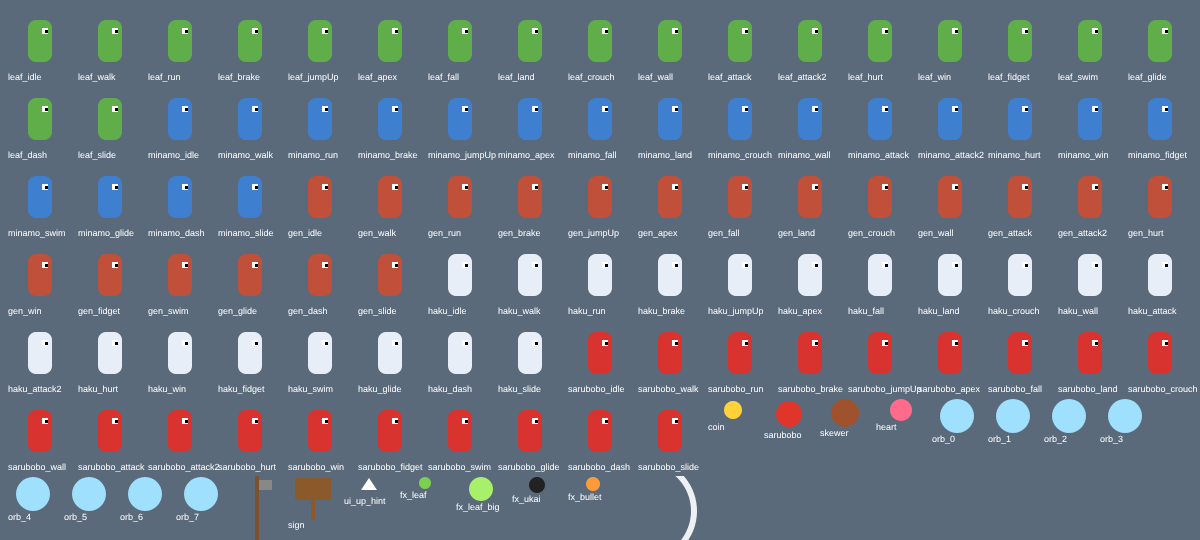 leaf_idle leaf_walk leaf_run leaf_brake leaf_jumpUp leaf_apex leaf_fall leaf_land leaf_crouch leaf_wall leaf_attack leaf_attack2 leaf_hurt leaf_win leaf_fidget leaf_swim leaf_glide
leaf_dash leaf_slide minamo_idle minamo_walk minamo_run minamo_brake minamo_jumpUp minamo_apex minamo_fall minamo_land minamo_crouch minamo_wall minamo_attack minamo_attack2 minamo_hurt minamo_win minamo_fidget
minamo_swim minamo_glide minamo_dash minamo_slide gen_idle gen_walk gen_run gen_brake gen_jumpUp gen_apex gen_fall gen_land gen_crouch gen_wall gen_attack gen_attack2 gen_hurt
gen_win gen_fidget gen_swim gen_glide gen_dash gen_slide haku_idle haku_walk haku_run haku_brake haku_jumpUp haku_apex haku_fall haku_land haku_crouch haku_wall haku_attack
haku_attack2 haku_hurt haku_win haku_fidget haku_swim haku_glide haku_dash haku_slide sarubobo_idle sarubobo_walk sarubobo_run sarubobo_brake sarubobo_jumpUp sarubobo_apex sarubobo_fall sarubobo_land sarubobo_crouch
coin sarubobo skewer heart orb_0 orb_1 orb_2 orb_3
sarubobo_wall sarubobo_attack sarubobo_attack2 sarubobo_hurt sarubobo_win sarubobo_fidget sarubobo_swim sarubobo_glide sarubobo_dash sarubobo_slide
orb_4 orb_5 orb_6 orb_7 sign ui_up_hint fx_leaf fx_leaf_big fx_ukai fx_bullet